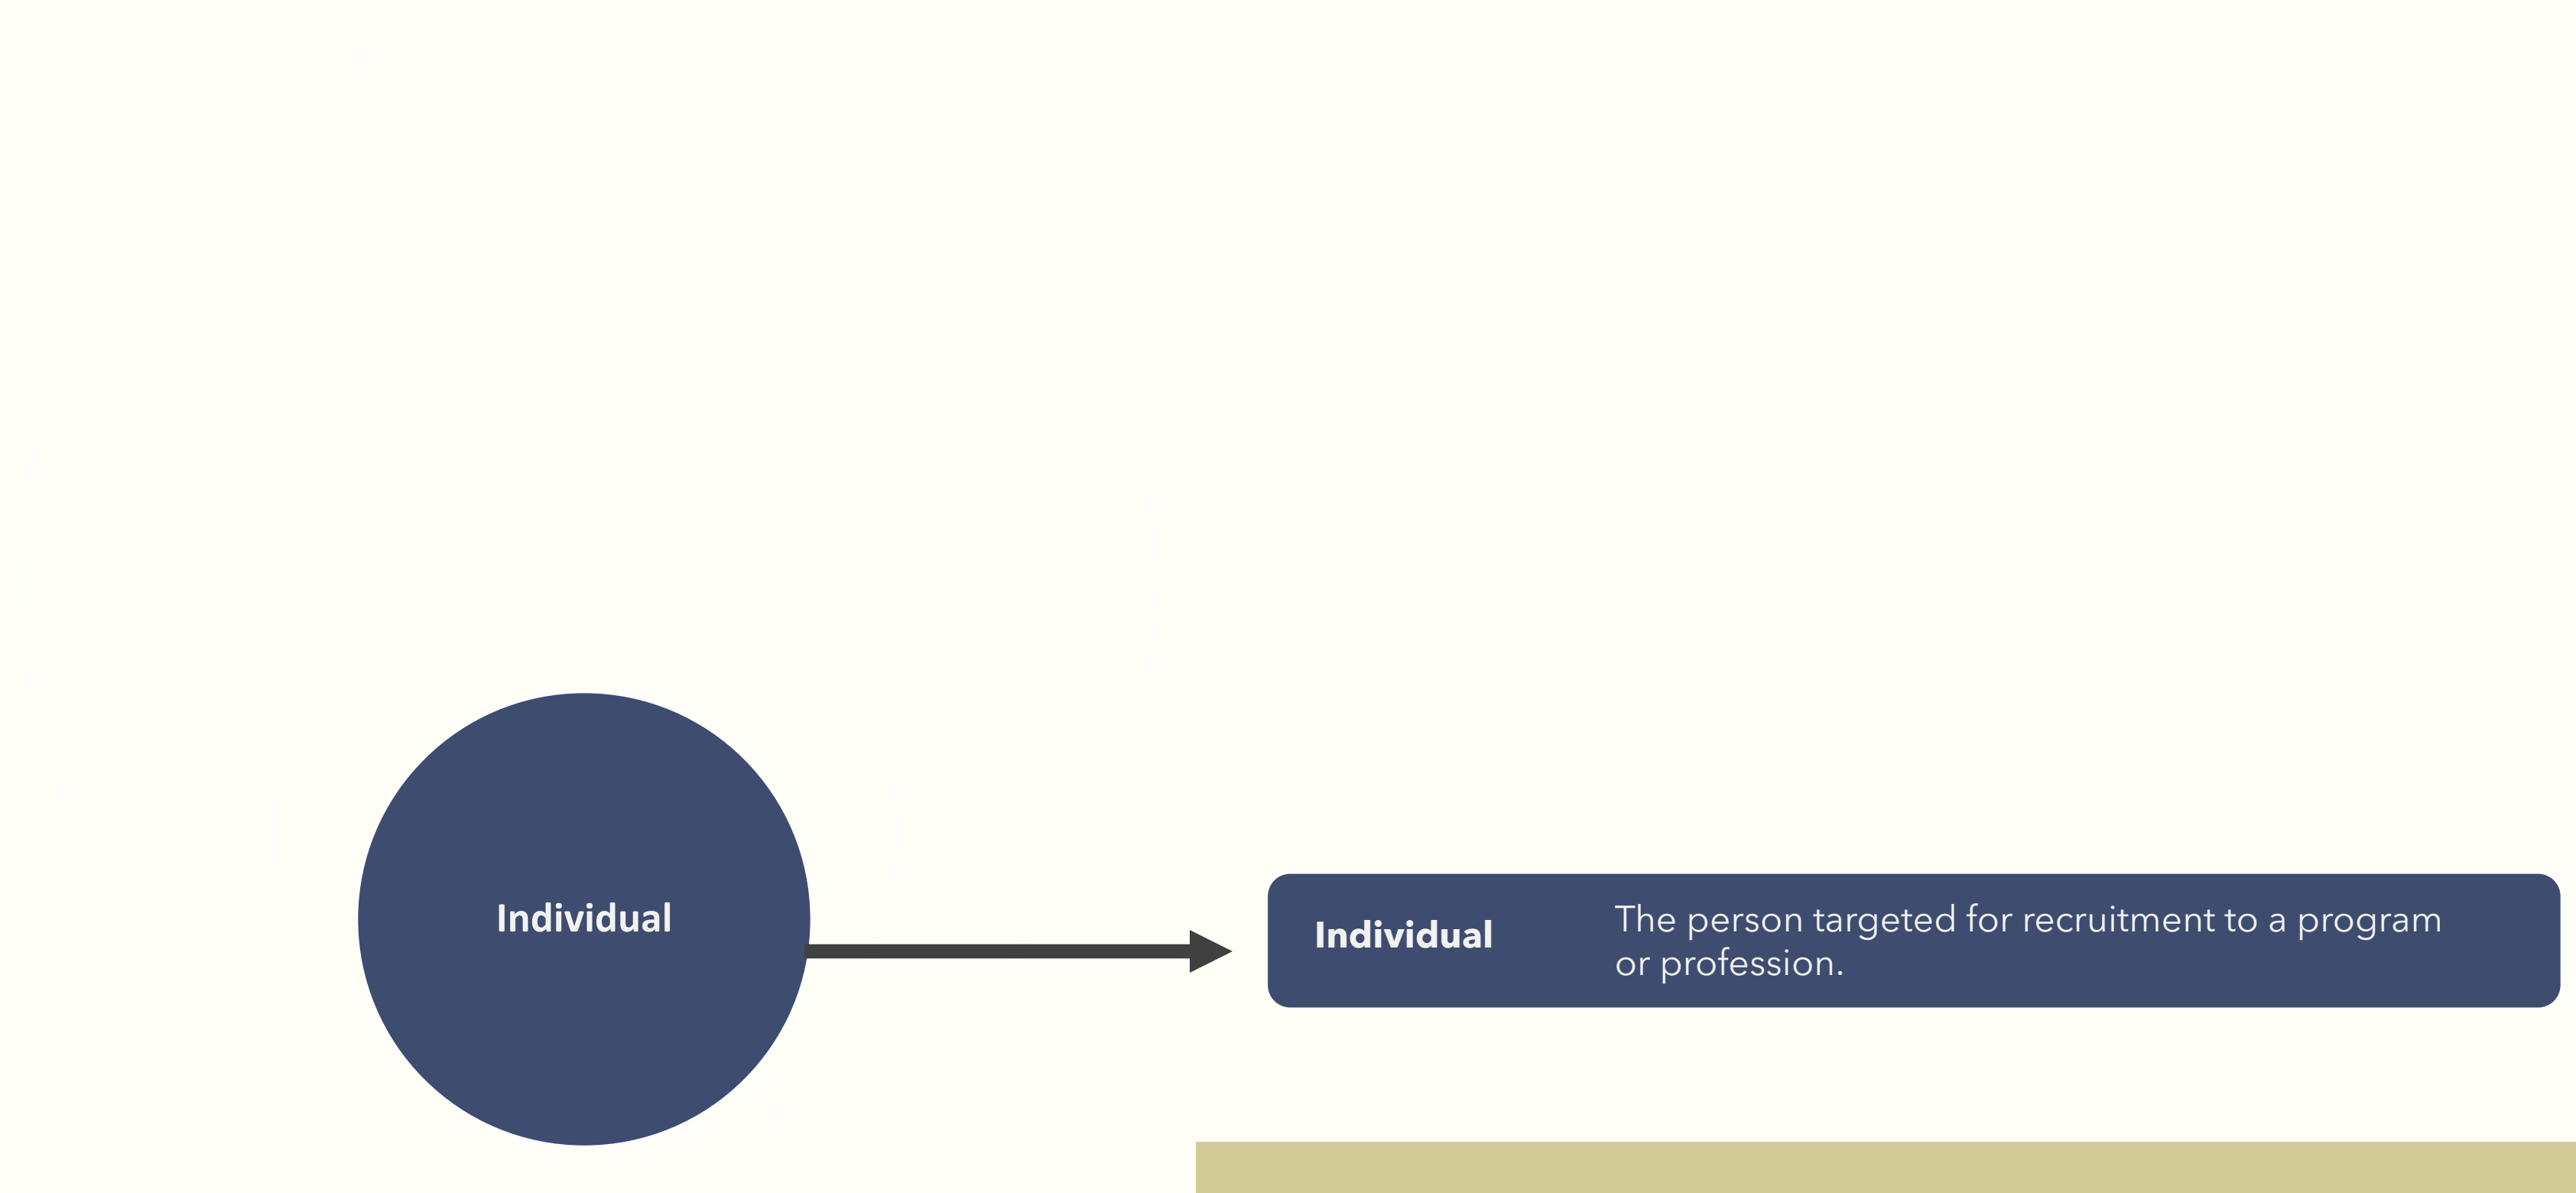 Individual
Individual
The person targeted for recruitment to a program
or profession.